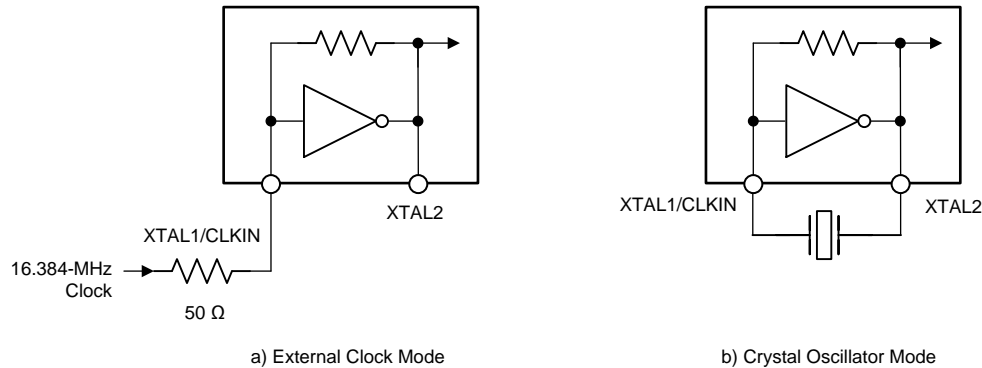 XTAL2
XTAL1/CLKIN
16.384-MHz
Clock
50 Ω
a) External Clock Mode
XTAL1/CLKIN
XTAL2
b) Crystal Oscillator Mode